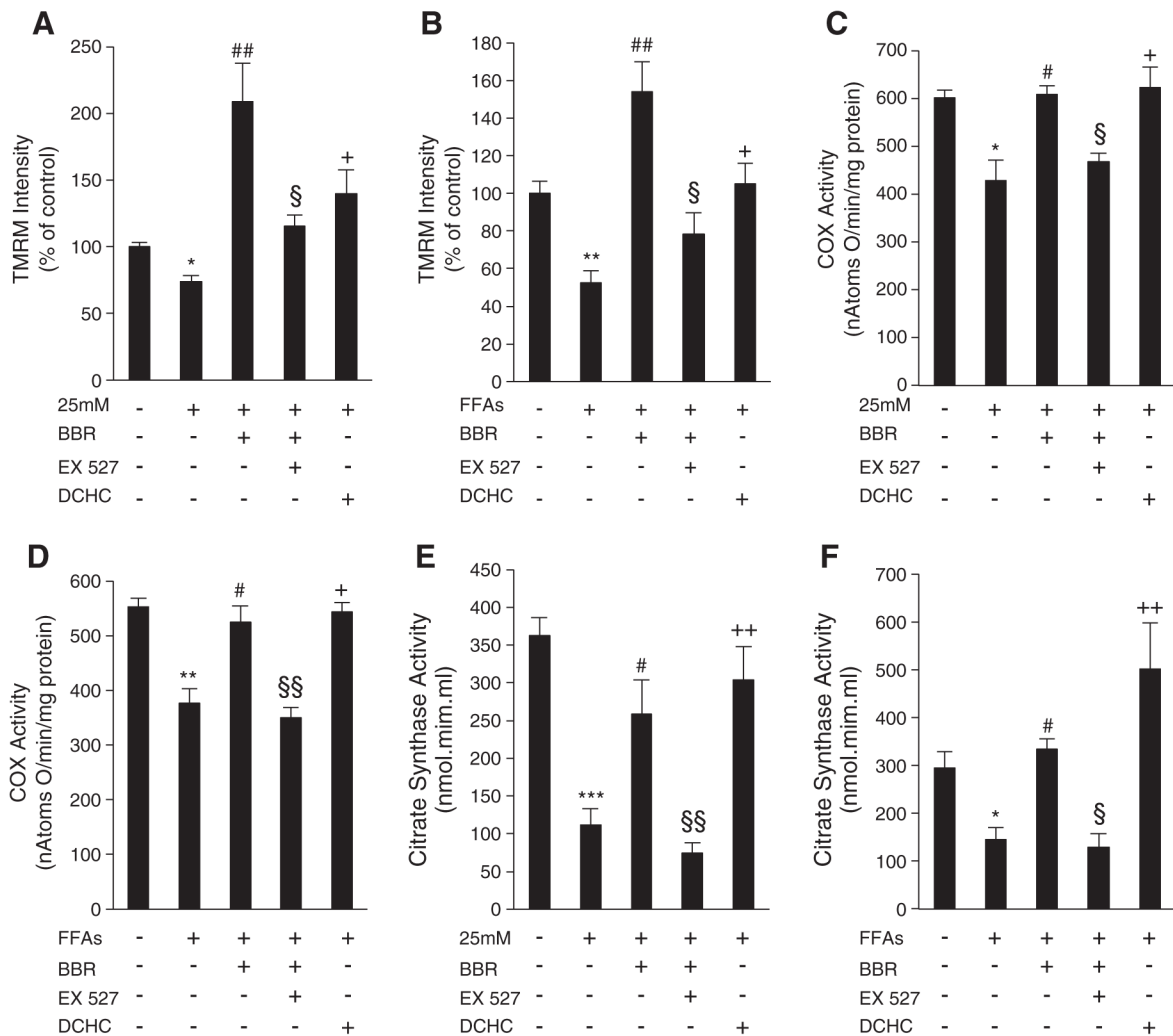 A
TMRM Intensity
(% of control)
250
200
150
100
50
0
*
##
§
+
25mM - + + + +
BBR - - + + -
EX 527 - - - + -
DCHC - - - - +
B
TMRM Intensity
(% of control)
180
160
140
120
100
80
60
40
20
0
**
##
§
+
FFAs - + + + +
BBR - - + + -
EX 527 - - - + -
DCHC - - - - +
C
COX Activity
(nAtoms O/min/mg protein)
700
600
500
400
300
200
100
0
*
#
§
+
25mM - + + + +
BBR - - + + -
EX 527 - - - + -
DCHC - - - - +
D
COX Activity
(nAtoms O/min/mg protein)
600
500
400
300
200
100
0
**
#
§§
+
FFAs - + + + +
BBR - - + + -
EX 527 - - - + -
DCHC - - - - +
E
Citrate Synthase Activity
(nmol.mim.ml)
450
400
350
300
250
200
150
100
50
0
***
#
§§
++
25mM - + + + +
BBR - - + + -
EX 527 - - - + -
DCHC - - - - +
F
Citrate Synthase Activity
(nmol.mim.ml)
700
600
500
400
300
200
100
0
*
#
§
++
FFAs - + + + +
BBR - - + + -
EX 527 - - - + -
DCHC - - - - +